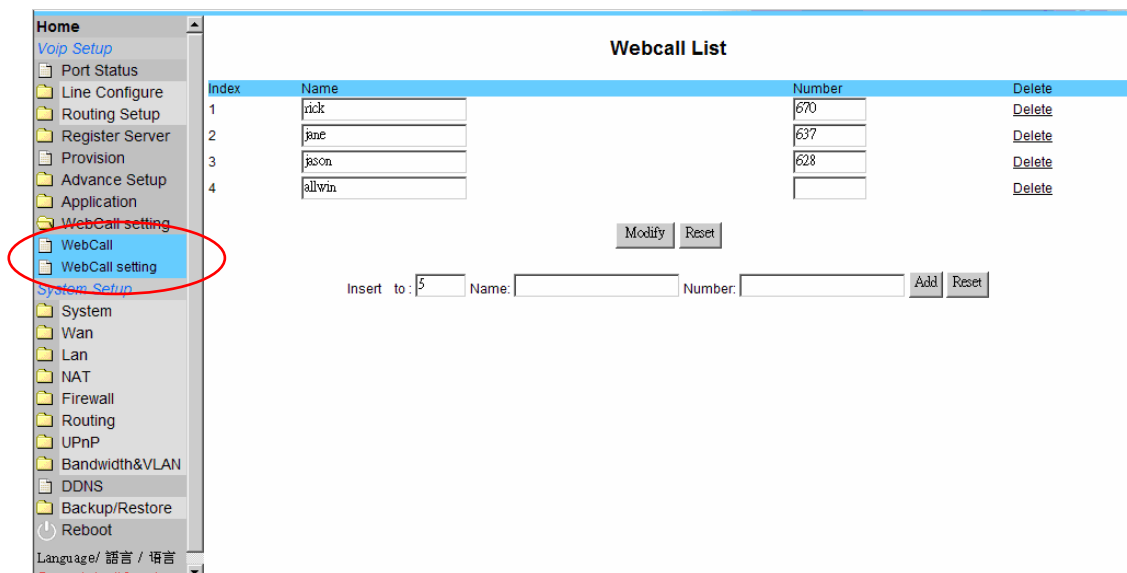 Home
Voip Setup
Port Status
Line Configure
Routing Setup
Register Server
Provision
Advance Setup
Application
WebCall setting
WebCall
WebCall setting
System Setup
System
Wan
Lan
NAT
Firewall
Routing
UPnP
Bandwidth&VLAN
DDNS
Backup/Restore
Reboot
Language/ 語言 / 语言
Webcall List
Index Name Number Delete
1 rick 670 Delete
2 jane 637 Delete
3 jason 628 Delete
4 allwin Delete
Modify Reset
Insert to : 5 Name: Number: Add Reset